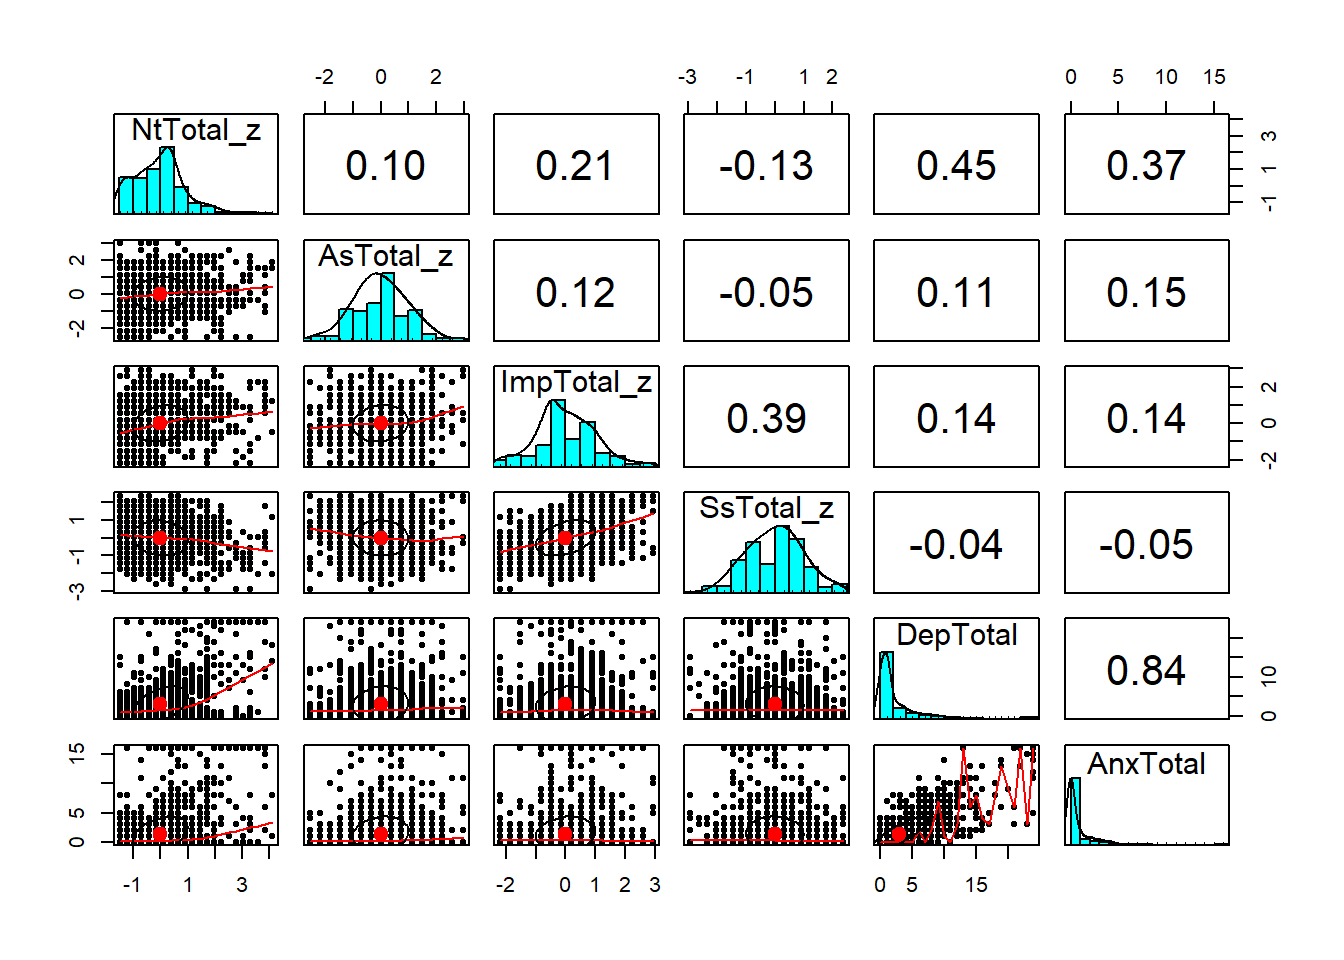 -2 0 2 -3 -1 1 2 0 5 10 15
NtTotal_z 0.10 0.21 -0.13 0.45 0.37 -1 1 3
-2 0 2 AsTotal_z 0.12 -0.05 0.11 0.15
ImpTotal_z 0.39 0.14 0.14 -2 0 2
-3 -1 1 SsTotal_z -0.04 -0.05
DepTotal 0.84 0 10
0 5 15 AnxTotal
-1 1 3 -2 0 1 2 3 0 5 15